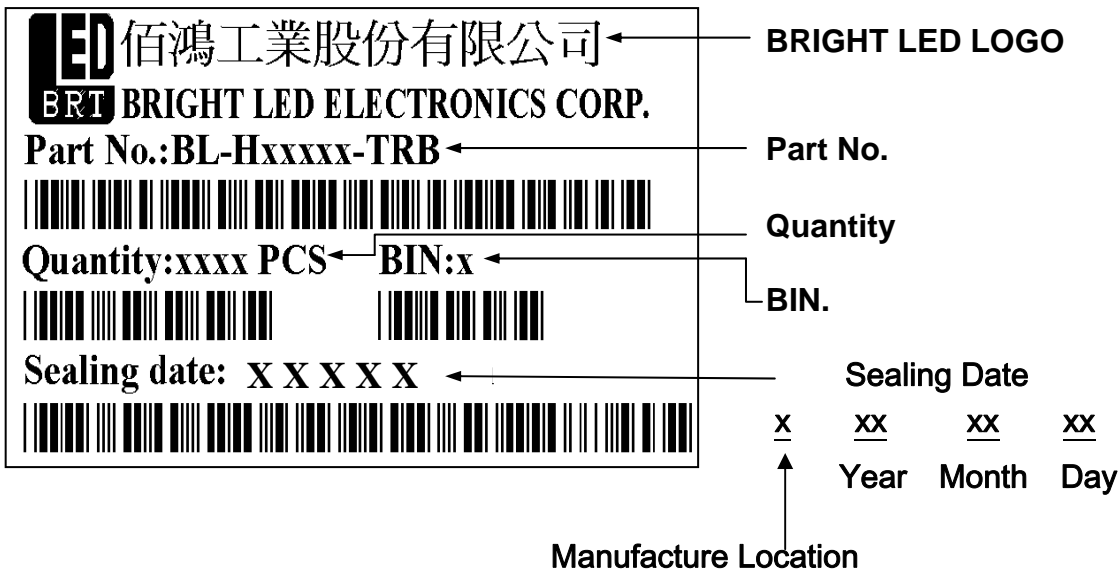 LED 佰鴻工業股份有限公司
BRIGHT LED LOGO
BRT BRIGHT LED ELECTRONICS CORP.
Part No.:BL-Hxxxxx-TRB
Part No.
Quantity
Quantity:xxxx PCS BIN:x
BIN.
Sealing date: X X X X X
Sealing Date
x xx xx xx
Year Month Day
Manufacture Location